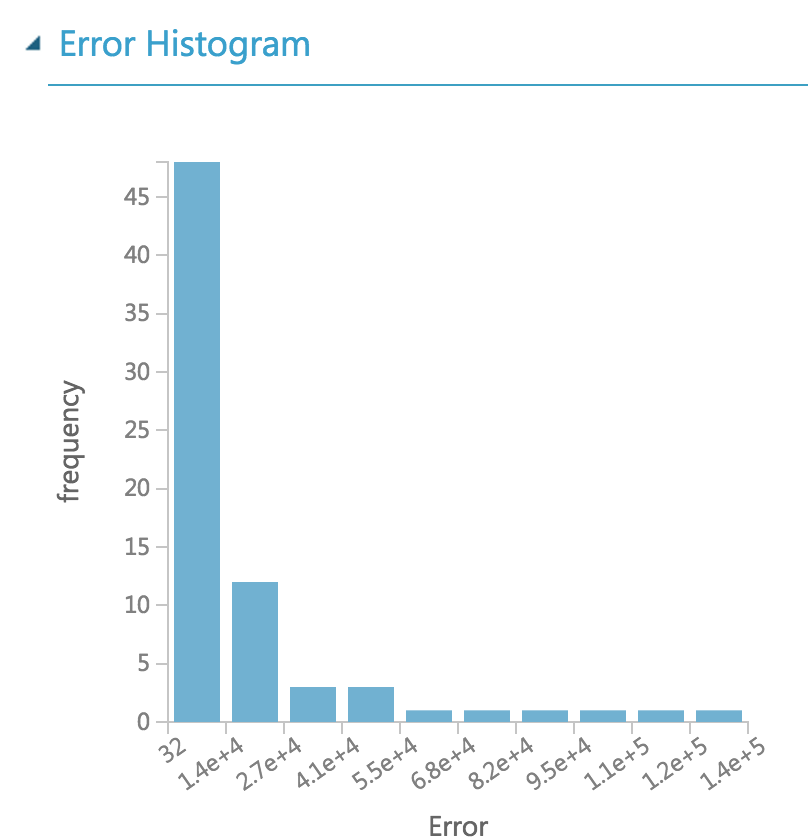 Error Histogram
45
40
35
30
25
20
15
10
5
0
frequency
32
1.4e+4
2.7e+4
4.1e+4
5.5e+4
6.8e+4
8.2e+4
9.5e+4
1.1e+5
1.2e+5
1.4e+5
Error